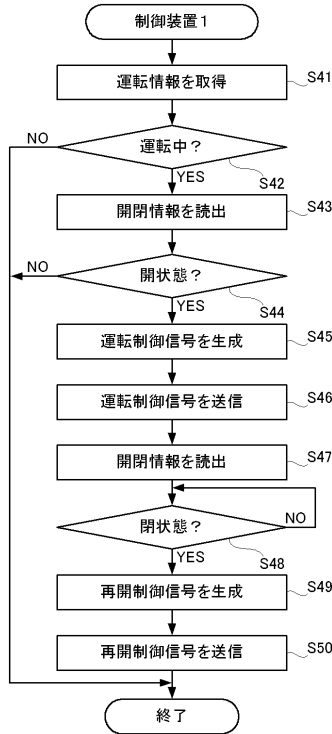 制御装置1
運転情報を取得
S41
運転中?
NO
YES
S42
開閉情報を読出
S43
開状態?
NO
YES
S44
運転制御信号を生成
S45
運転制御信号を送信
S46
開閉情報を読出
S47
閉状態?
NO
YES
S48
再開制御信号を生成
S49
再開制御信号を送信
S50
終了